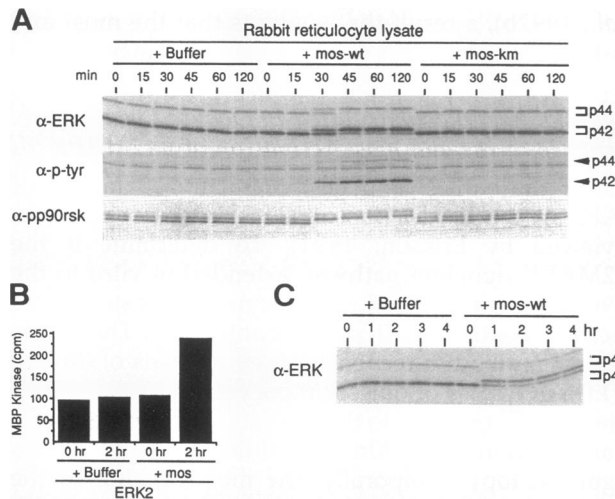 A
Rabbit reticulocyte lysate
+ Buffer + mos-wt + mos-km
min 0 15 30 45 60 120 0 15 30 45 60 120 0 15 30 45 60 120
α-ERK p44
p42
α-p-tyr p44
p42
α-pp90rsk
B
MBP Kinase (cpm)
250
200
150
100
50
0
0 hr 2 hr 0 hr 2 hr
+ Buffer + mos
ERK2
C
+ Buffer + mos-wt
0 1 2 3 4 0 1 2 3 4 hr
α-ERK